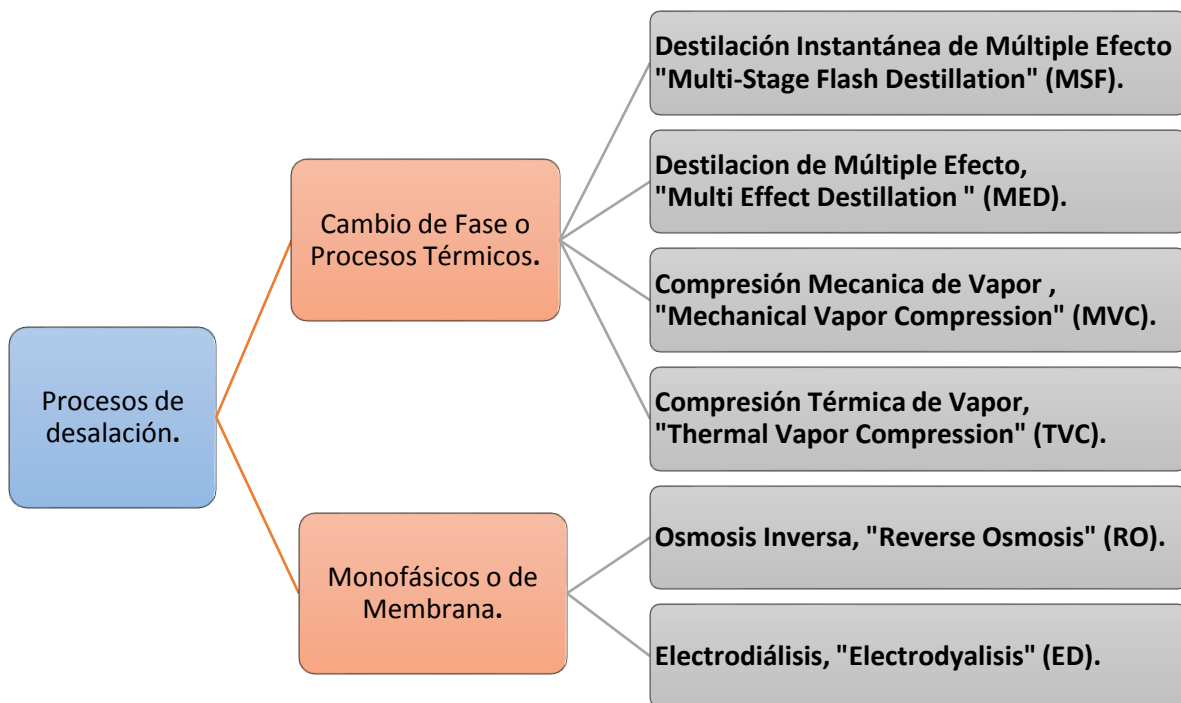 Procesos de
desalación.
Cambio de Fase o
Procesos Térmicos.
Destilación Instantánea de Múltiple Efecto
"Multi-Stage Flash Destillation" (MSF).
Destilacion de Múltiple Efecto,
"Multi Effect Destillation " (MED).
Compresión Mecanica de Vapor ,
"Mechanical Vapor Compression" (MVC).
Compresión Térmica de Vapor,
"Thermal Vapor Compression" (TVC).
Monofásicos o de
Membrana.
Osmosis Inversa, "Reverse Osmosis" (RO).
Electrodiálisis, "Electrodyalisis" (ED).